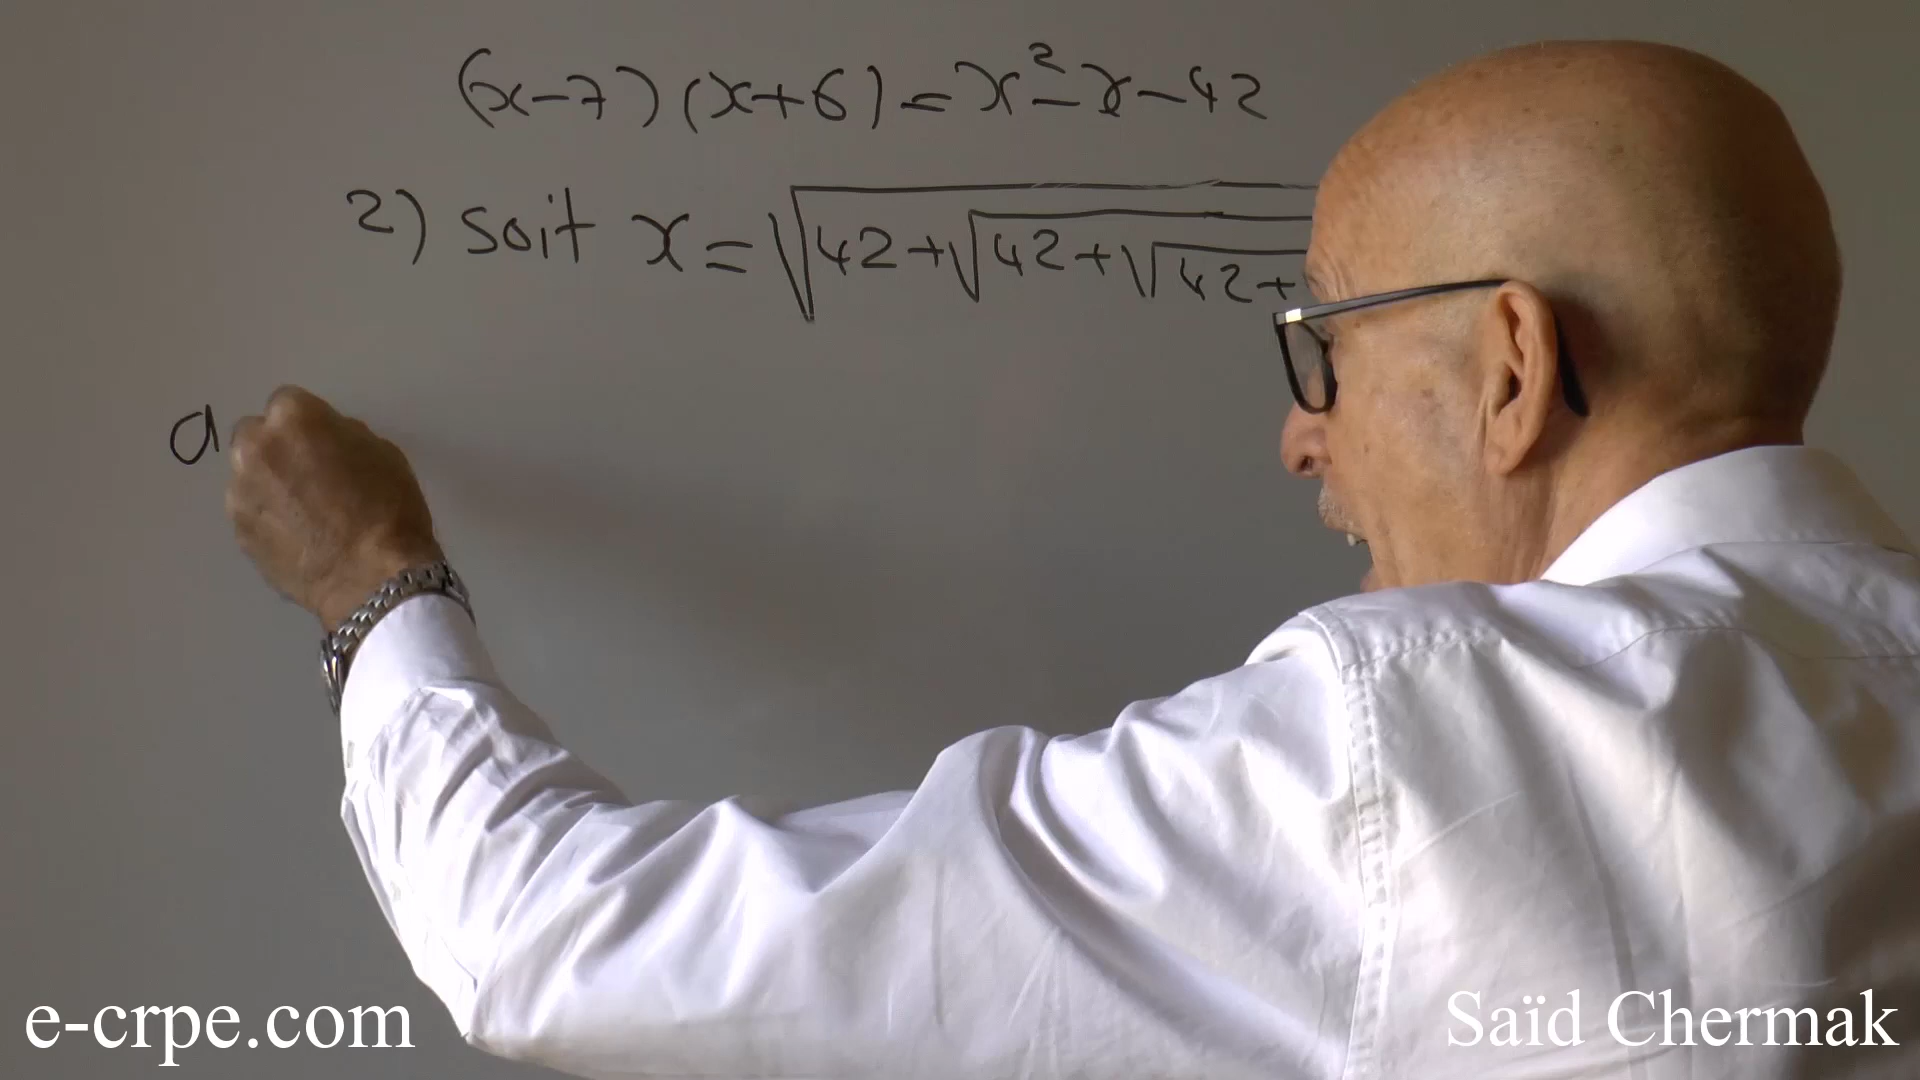 (x-7)(x+6)=x²-x-42
2) soit x=√42+√42+√42+
a
e-crpe.com
Saïd Chermak